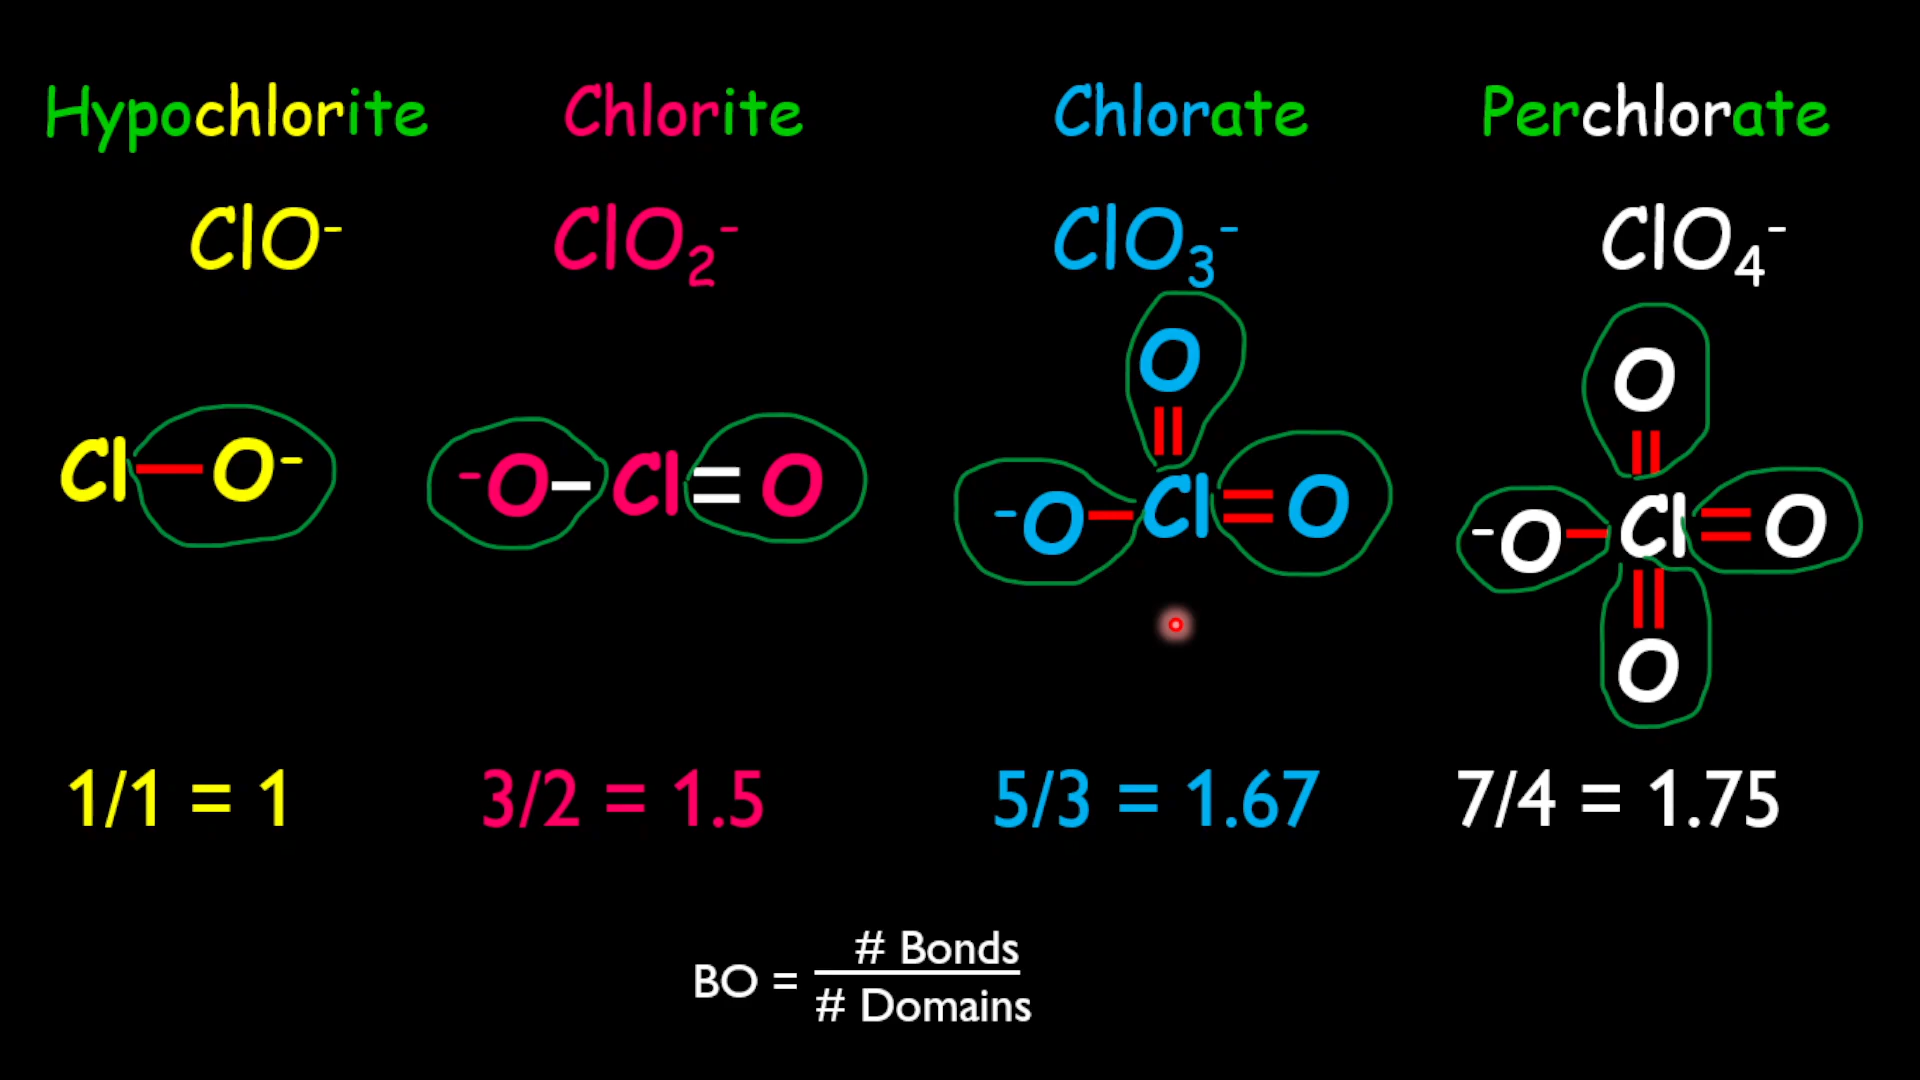 Hypochlorite Chlorite Chlorate Perchlorate
ClO⁻ ClO₂⁻ ClO₃⁻ ClO₄⁻
O O
Cl–O⁻ ⁻O–Cl=O ⁻O–Cl=O ⁻O–Cl=O
O
1/1 = 1 3/2 = 1.5 5/3 = 1.67 7/4 = 1.75
# Bonds
BO =
# Domains